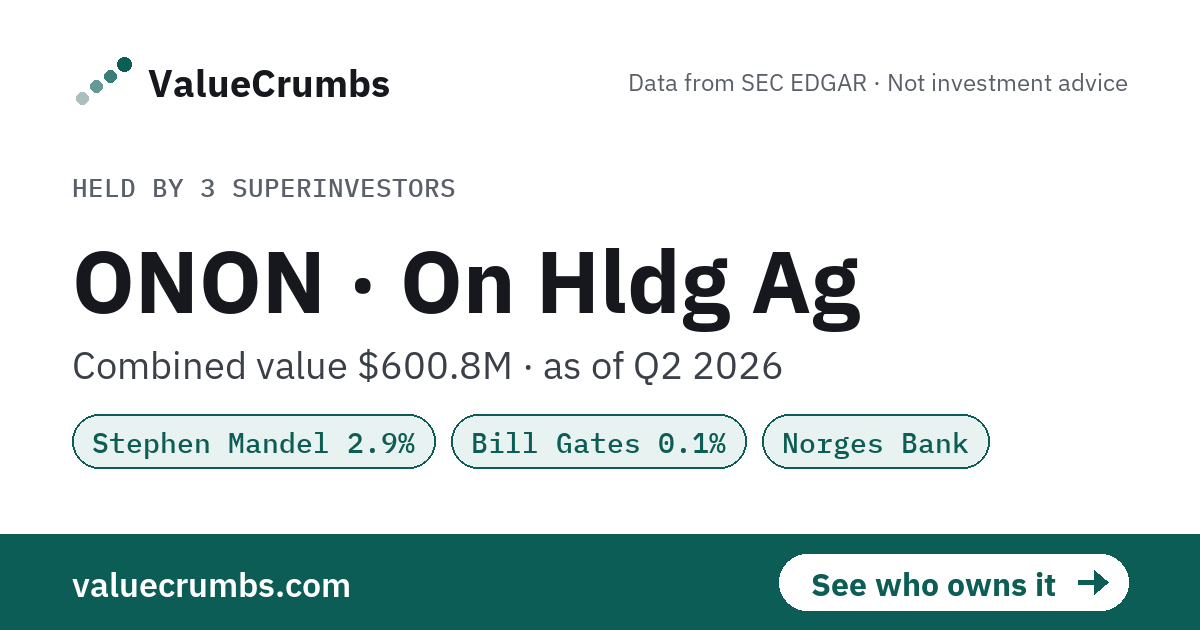 ValueCrumbs
Data from SEC EDGAR · Not investment advice
HELD BY 3 SUPERINVESTORS
ONON · On Hldg Ag
Combined value $600.8M · as of Q2 2026
Stephen Mandel 2.9%
Bill Gates 0.1%
Norges Bank
valuecrumbs.com
See who owns it →